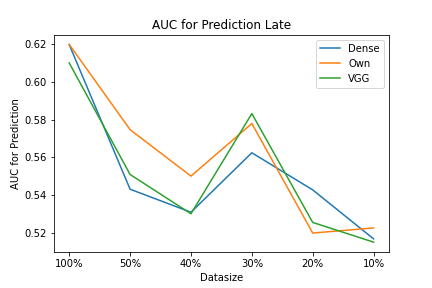 AUC for Prediction Late
Dense
Own
VGG
AUC for Prediction
0.62
0.60
0.58
0.56
0.54
0.52
100% 50% 40% 30% 20% 10%
Datasize